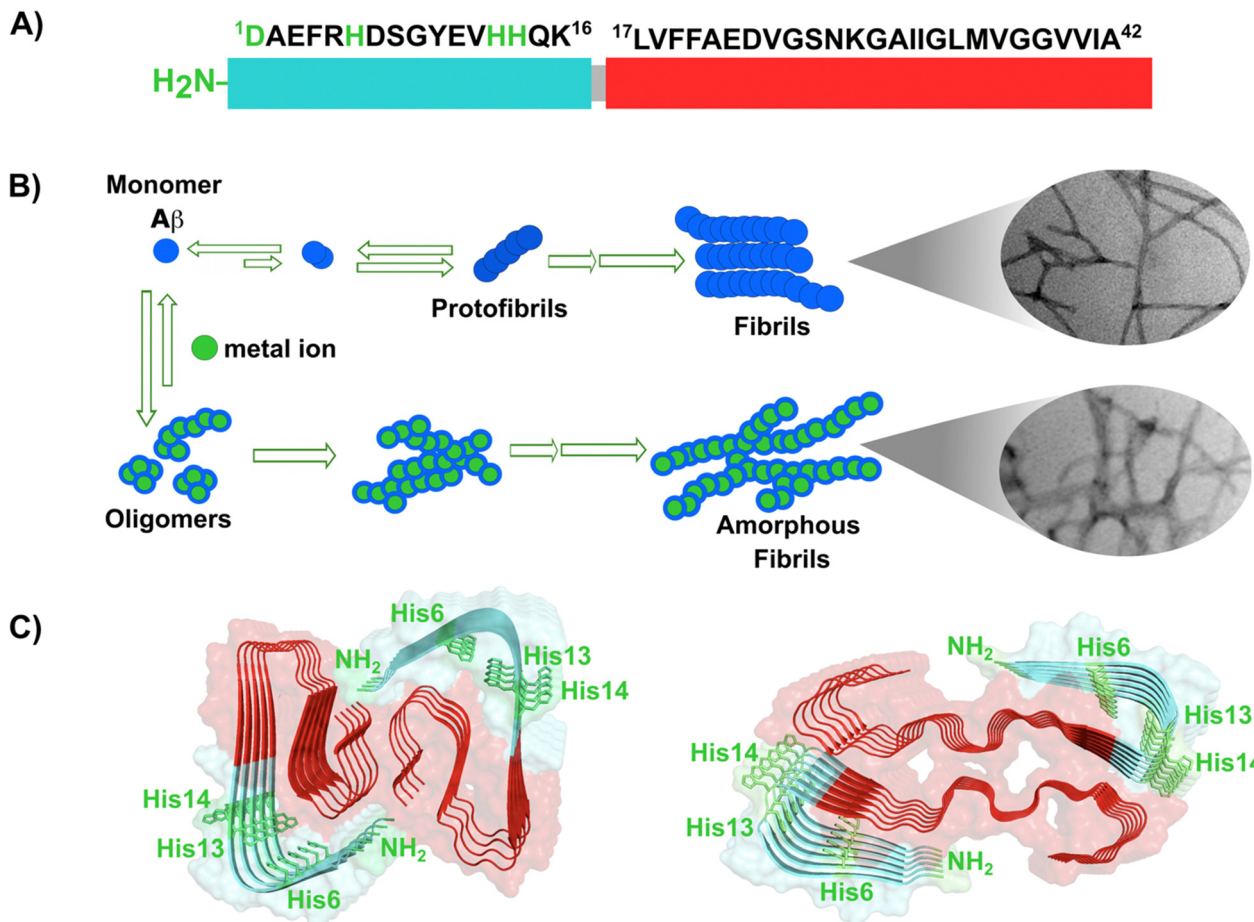 A)
¹DAEFRHDSGYEVHHQK¹⁶ ¹⁷LVFFAEDVGSNKGAIIGLMVGGVVIA⁴²
H₂N-
B)
Monomer
Aβ
Protofibrils
Fibrils
metal ion
Oligomers
Amorphous
Fibrils
C)
His6
NH₂
His13
His14
His14
His13
NH₂
His6
NH₂
His6
His13
His14
His14
His13
NH₂
His6